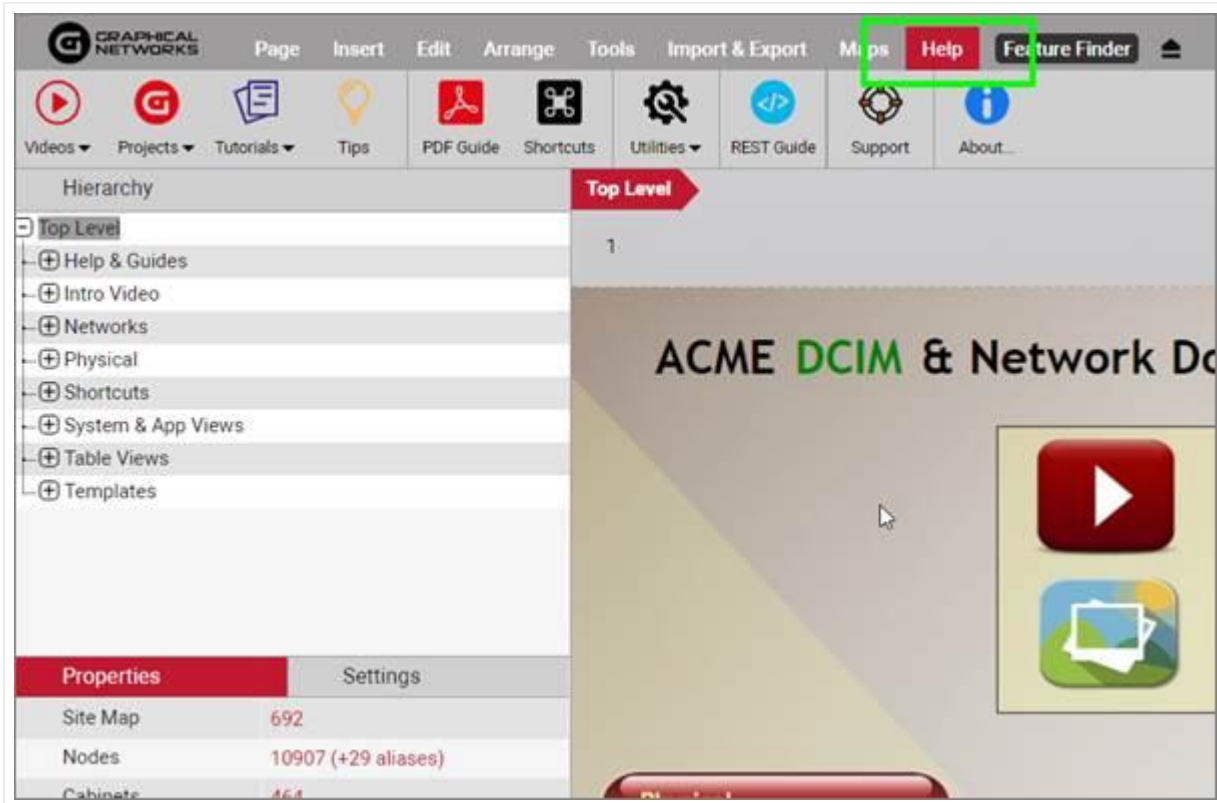 GRAPHICAL
NETWORKS
Page Insert Edit Arrange Tools Import & Export Maps Help Feature Finder
Videos Projects Tutorials Tips PDF Guide Shortcuts Utilities REST Guide Support About...
Hierarchy
Top Level
Top Level
1
Help & Guides
Intro Video
Networks
Physical
Shortcuts
System & App Views
Table Views
Templates
ACME DCIM & Network
Properties Settings
Site Map 692
Nodes 10907 (+29 aliases)
Cabinets 464